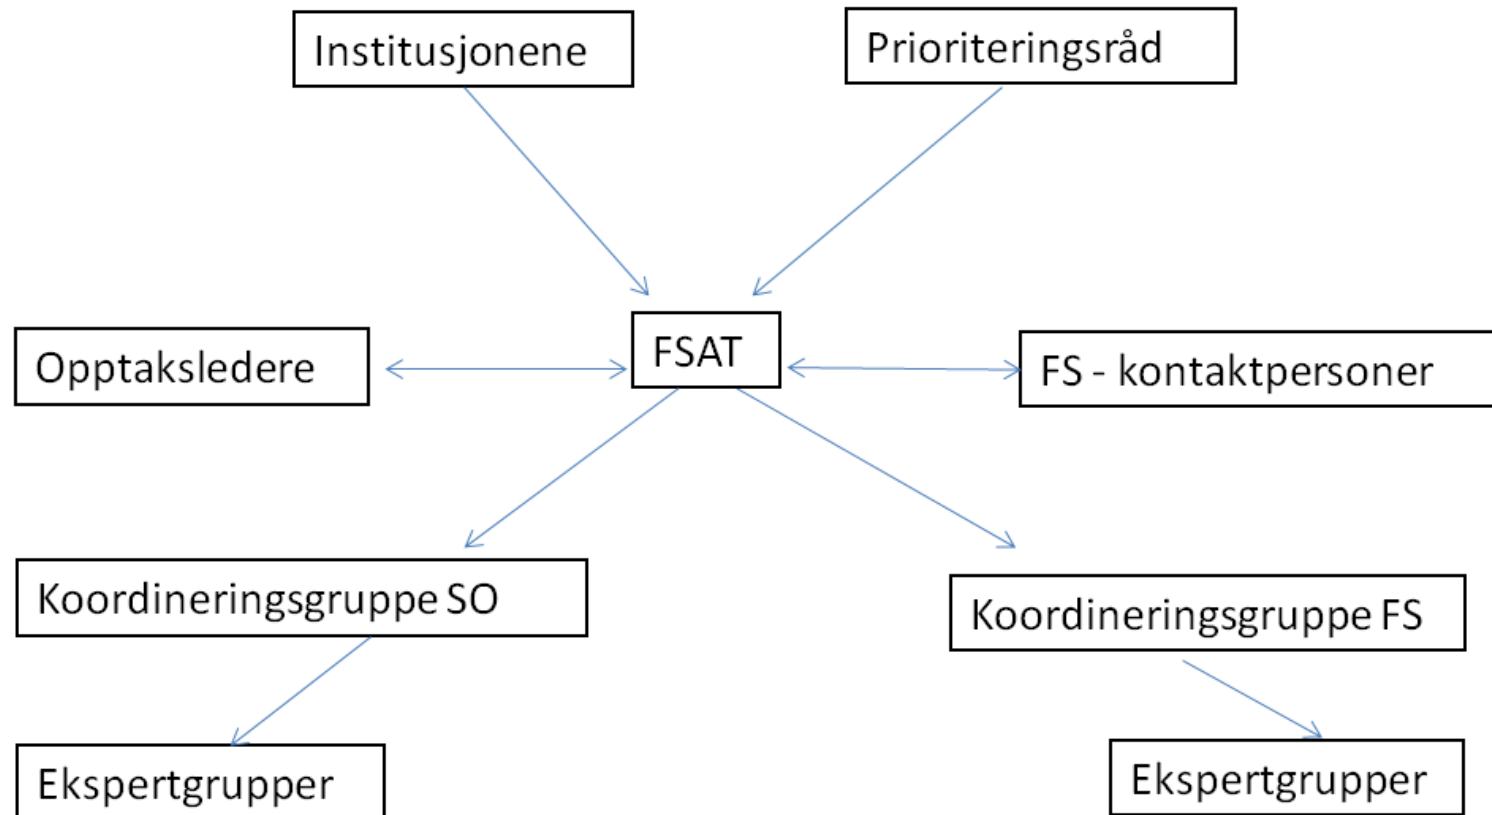 Institusjonene
Prioriteringsråd
Opptaksledere
FSAT
FS - kontaktpersoner
Koordineringsgruppe SO
Koordineringsgruppe FS
Ekspertgrupper
Ekspertgrupper